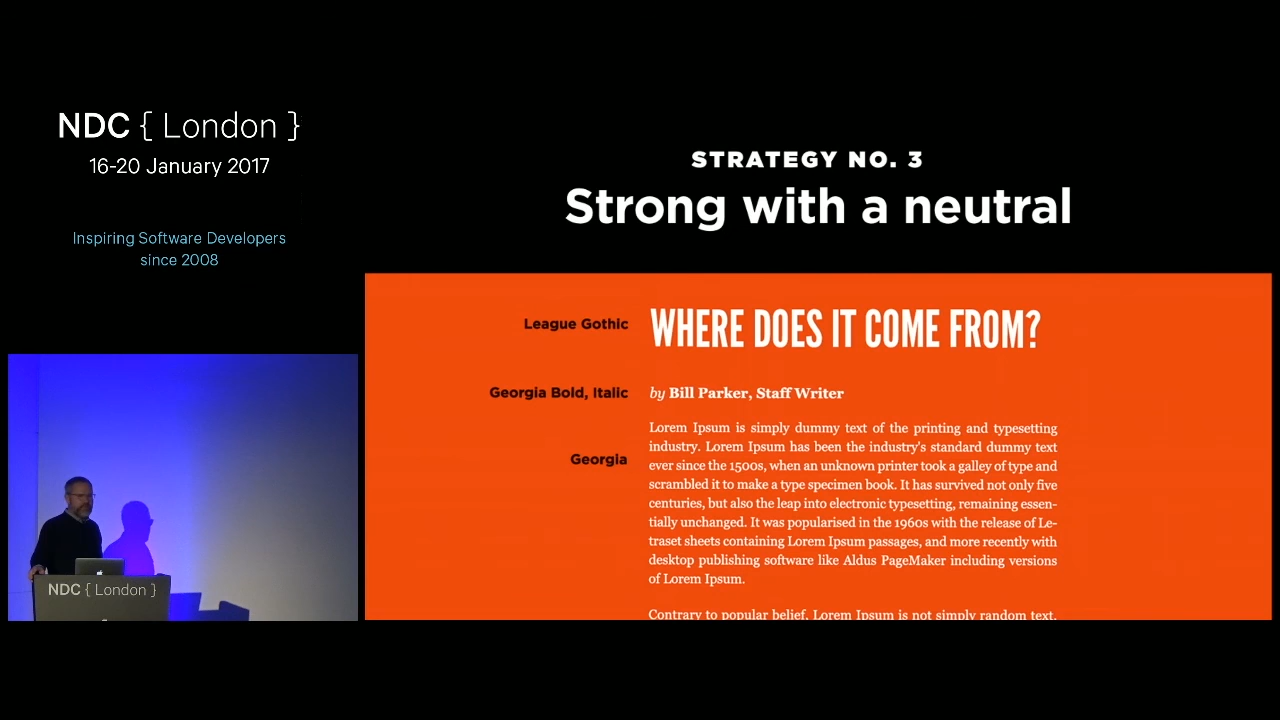 NDC { London }
16-20 January 2017
Inspiring Software Developers
since 2008
NDC { London }
STRATEGY NO. 3
Strong with a neutral
League Gothic
WHERE DOES IT COME FROM?
Georgia Bold, Italic
by Bill Parker, Staff Writer
Georgia
Lorem Ipsum is simply dummy text of the printing and typesetting
industry. Lorem Ipsum has been the industry's standard dummy text
ever since the 1500s, when an unknown printer took a galley of type and
scrambled it to make a type specimen book. It has survived not only five
centuries, but also the leap into electronic typesetting, remaining essen-
tially unchanged. It was popularised in the 1960s with the release of Le-
traset sheets containing Lorem Ipsum passages, and more recently with
desktop publishing software like Aldus PageMaker including versions
of Lorem Ipsum.
Contrary to popular belief, Lorem Ipsum is not simply random text.